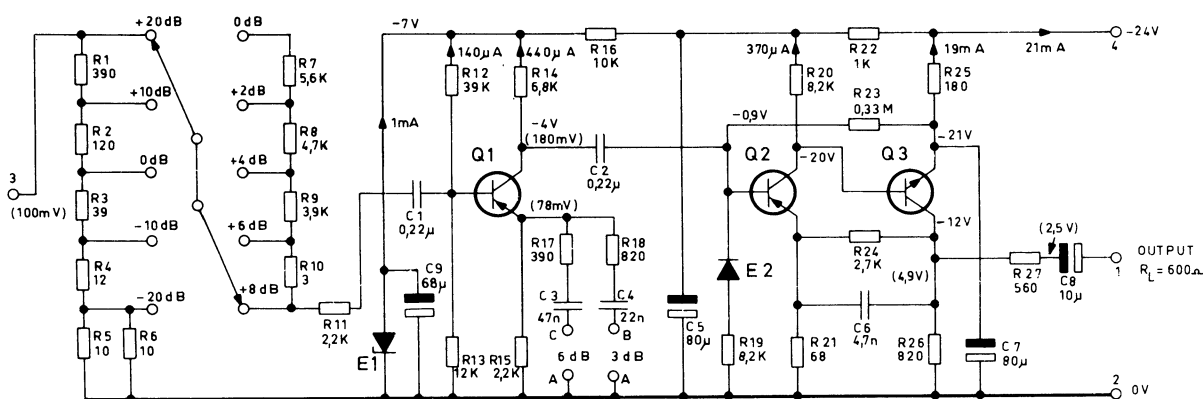 +20dB
0dB
-7V
-24V
4
140µA
440µA
R16
10K
370µA
R22
1K
19mA
21mA
R1
390
R7
5,6K
R12
39K
R14
6,8K
R20
8,2K
R25
180
R23
0,33M
+10dB
+2dB
1mA
-4V
(180mV)
-0,9V
R2
120
R8
4,7K
Q1
-20V
-21V
Q2
Q3
0dB
+4dB
C2
0,22µ
3
(100mV)
R3
39
R9
3,9K
C1
0,22µ
(78mV)
-12V
-10dB
+6dB
R17
390
R18
820
R24
2,7K
(2,5V)
OUTPUT
1
RL=600Ω
R4
12
R10
3
C9
68µ
E2
(4,9V)
R27
560
C8
10µ
-20dB
+8dB
C3
47n
C4
22n
C6
4,7n
R5
10
R6
10
R11
2,2K
E1
R13
12K
R15
2,2K
C
B
6dB
3dB
A
A
C5
80µ
R19
8,2K
R21
68
R26
820
C7
80µ
2
0V